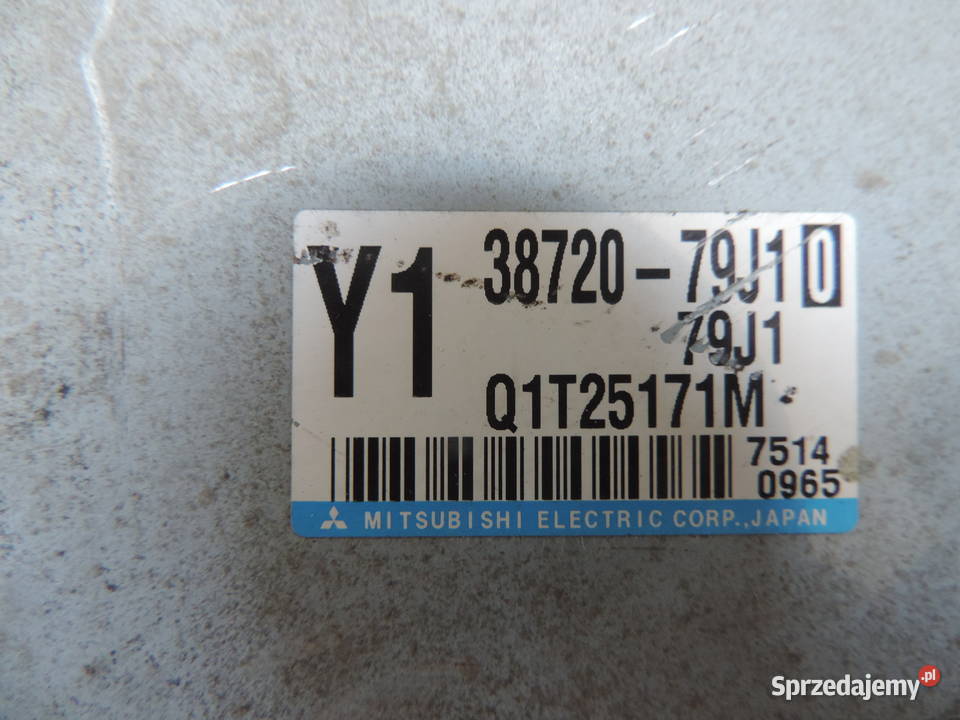 Y1
38720-79J10
79J1
Q1T25171M
7514
0965
MITSUBISHI ELECTRIC CORP., JAPAN
Sprzedajemy.pl